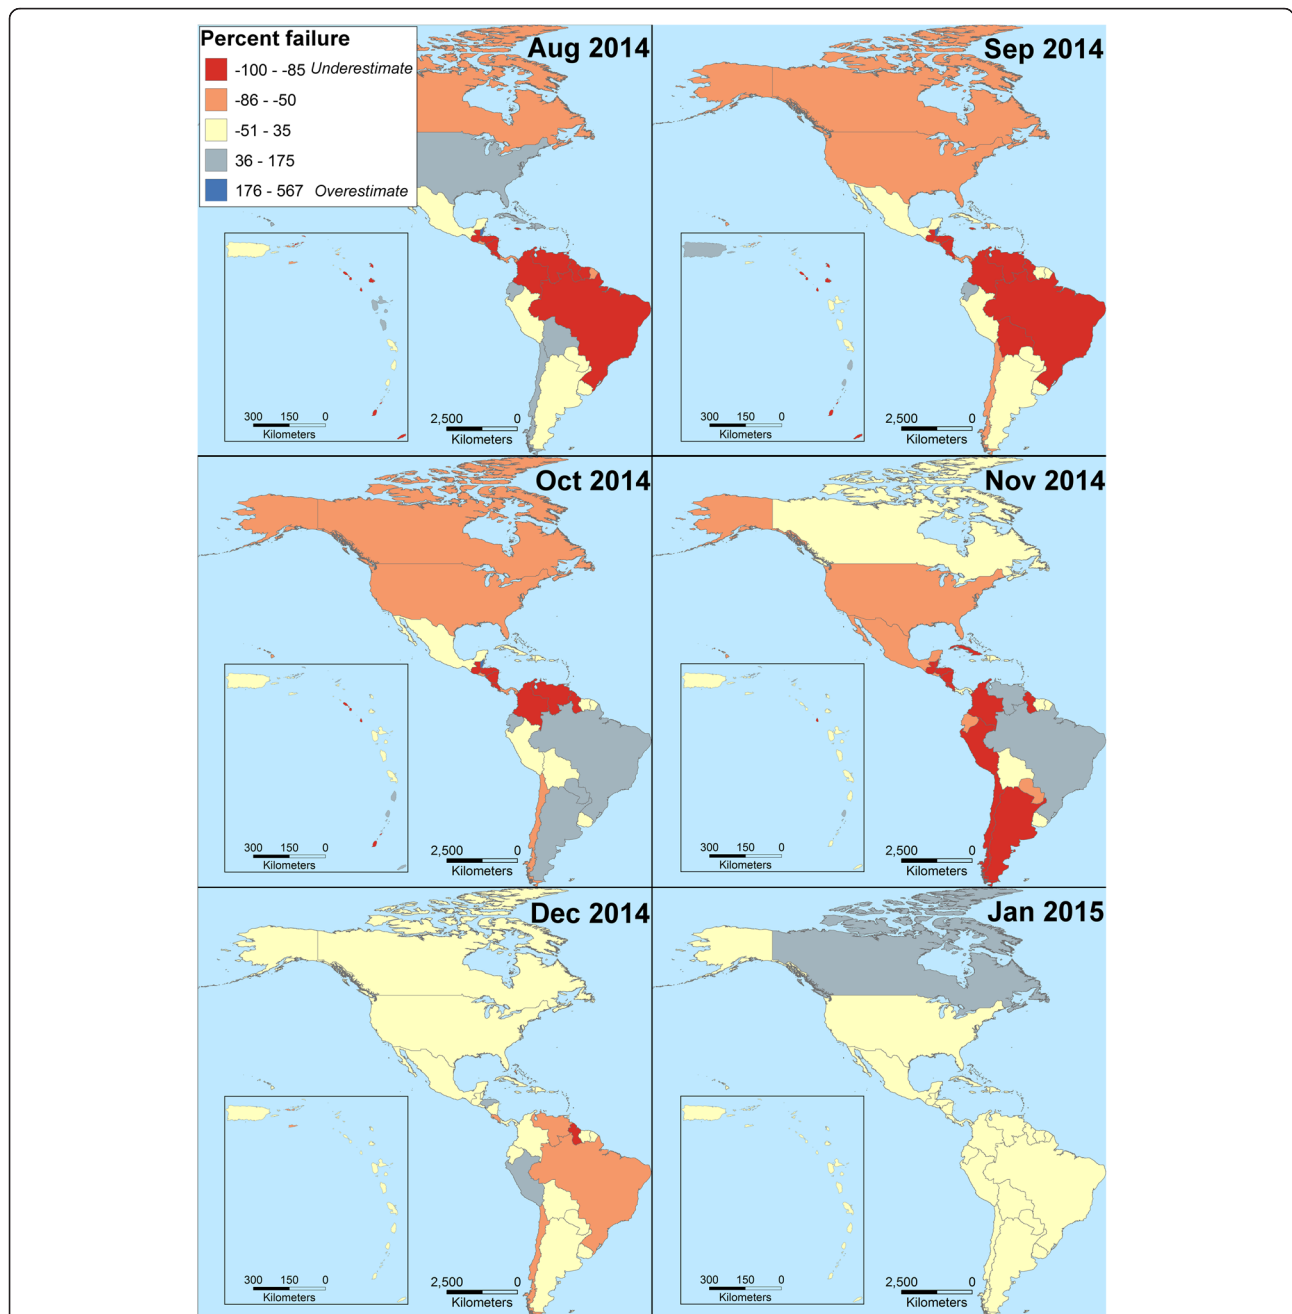 Percent failure
-100 - -85 Underestimate
-86 - -50
-51 - 35
36 - 175
176 - 567 Overestimate
Aug 2014
300 150 0
Kilometers
2,500 0
Kilometers
Sep 2014
300 150 0
Kilometers
2,500 0
Kilometers
Oct 2014
300 150 0
Kilometers
2,500 0
Kilometers
Nov 2014
300 150 0
Kilometers
2,500 0
Kilometers
Dec 2014
300 150 0
Kilometers
2,500 0
Kilometers
Jan 2015
300 150 0
Kilometers
2,500 0
Kilometers